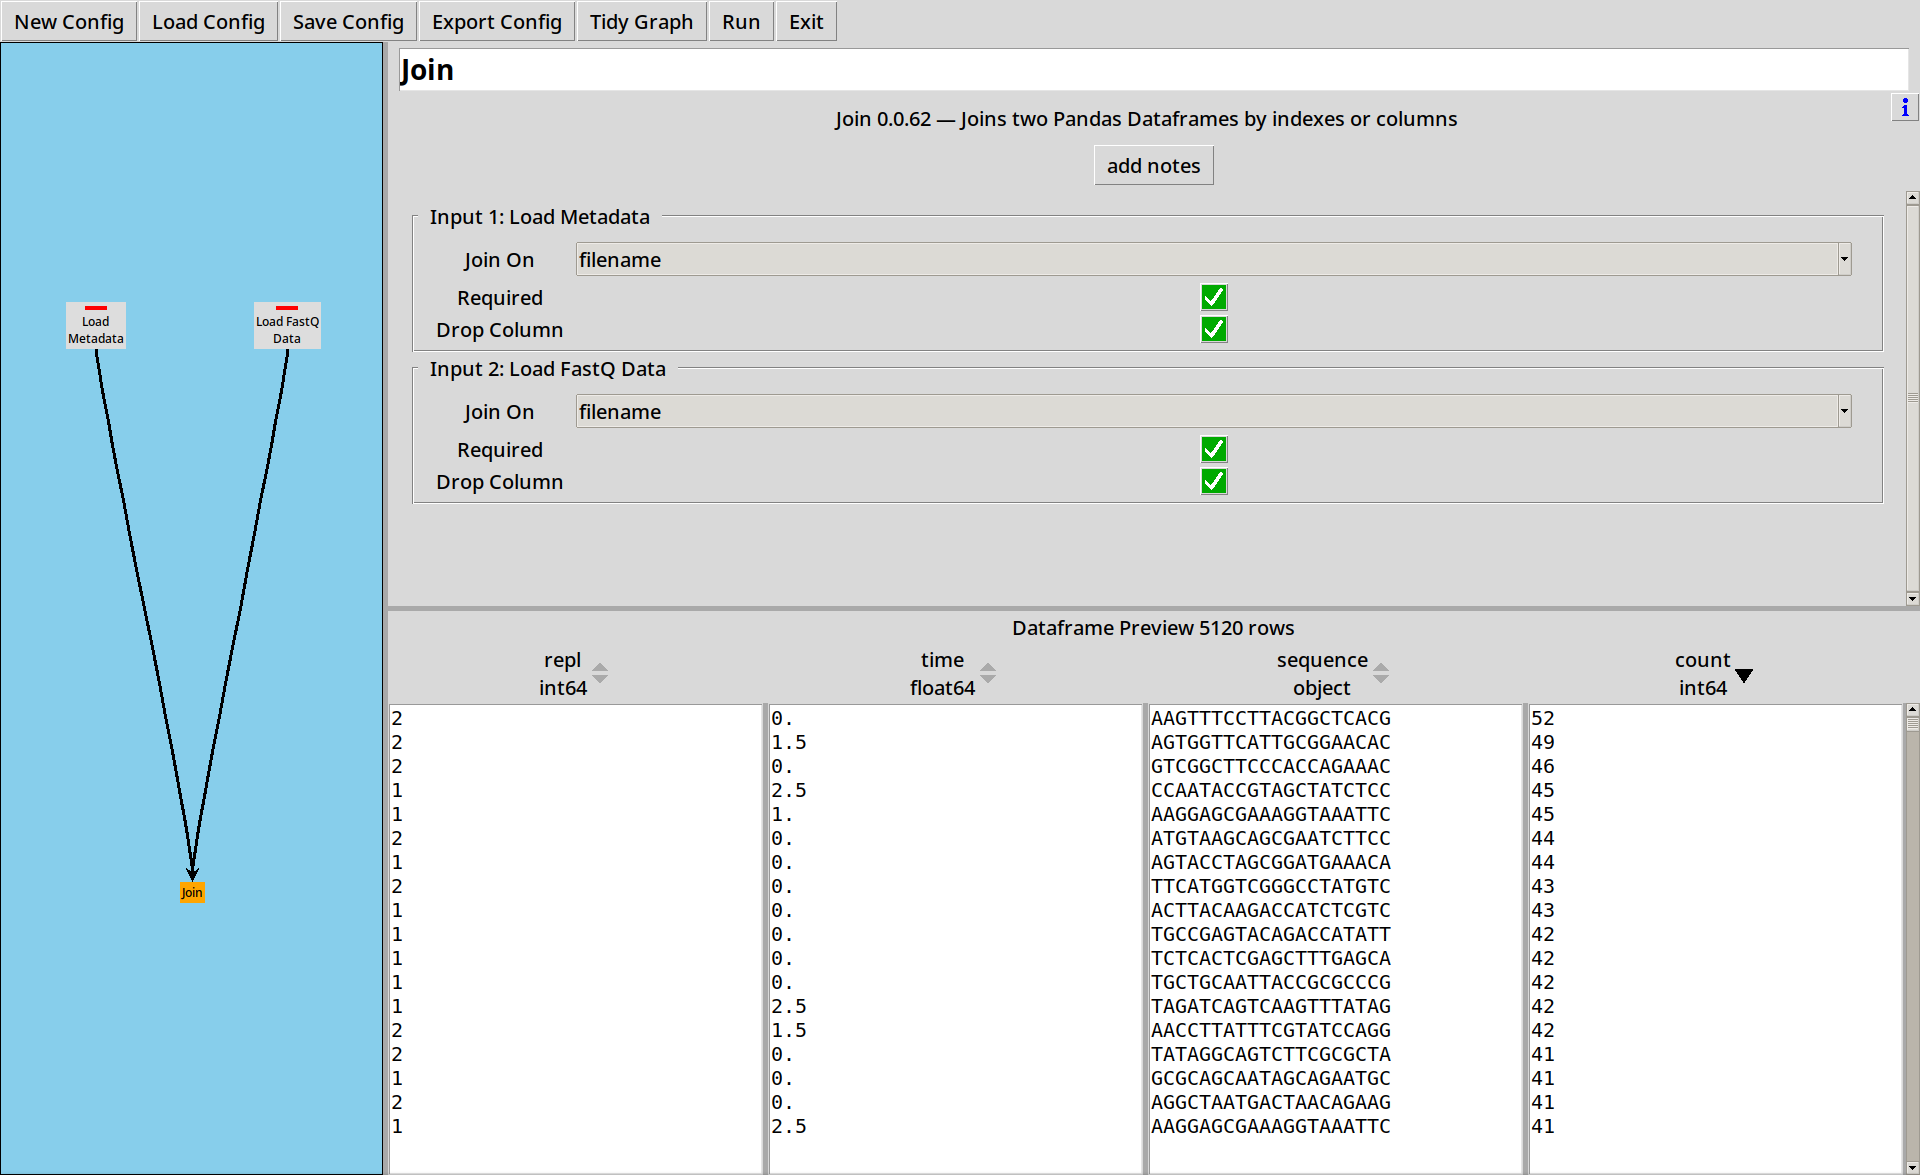 New Config Load Config Save Config Export Config Tidy Graph Run Exit
Join
i
Join 0.0.62 — Joins two Pandas Dataframes by indexes or columns
add notes
Input 1: Load Metadata
Join On filename
Required
Drop Column
Input 2: Load FastQ Data
Join On filename
Required
Drop Column
Load
Metadata
Load FastQ
Data
Join
Dataframe Preview 5120 rows
repl time sequence count
int64 float64 object int64
2 0. AAGTTTCCTTACGGCTCACG 52
2 1.5 AGTGGTTCATTGCGGAACAC 49
2 0. GTCGGCTTCCCACCAGAAAC 46
1 2.5 CCAATACCGTAGCTATCTCC 45
1 1. AAGGAGCGAAAGGTAAATTC 45
2 0. ATGTAAGCAGCGAATCTTCC 44
1 0. AGTACCTAGCGGATGAAACA 44
2 0. TTCATGGTCGGGCCTATGTC 43
1 0. ACTTACAAGACCATCTCGTC 43
1 0. TGCCGAGTACAGACCATATT 42
1 0. TCTCACTCGAGCTTTGAGCA 42
1 0. TGCTGCAATTACCGCGCCCG 42
1 2.5 TAGATCAGTCAAGTTTATAG 42
2 1.5 AACCTTATTTCGTATCCAGG 42
2 0. TATAGGCAGTCTTCGCGCTA 41
1 0. GCGCAGCAATAGCAGAATGC 41
2 0. AGGCTAATGACTAACAGAAG 41
1 2.5 AAGGAGCGAAAGGTAAATTC 41